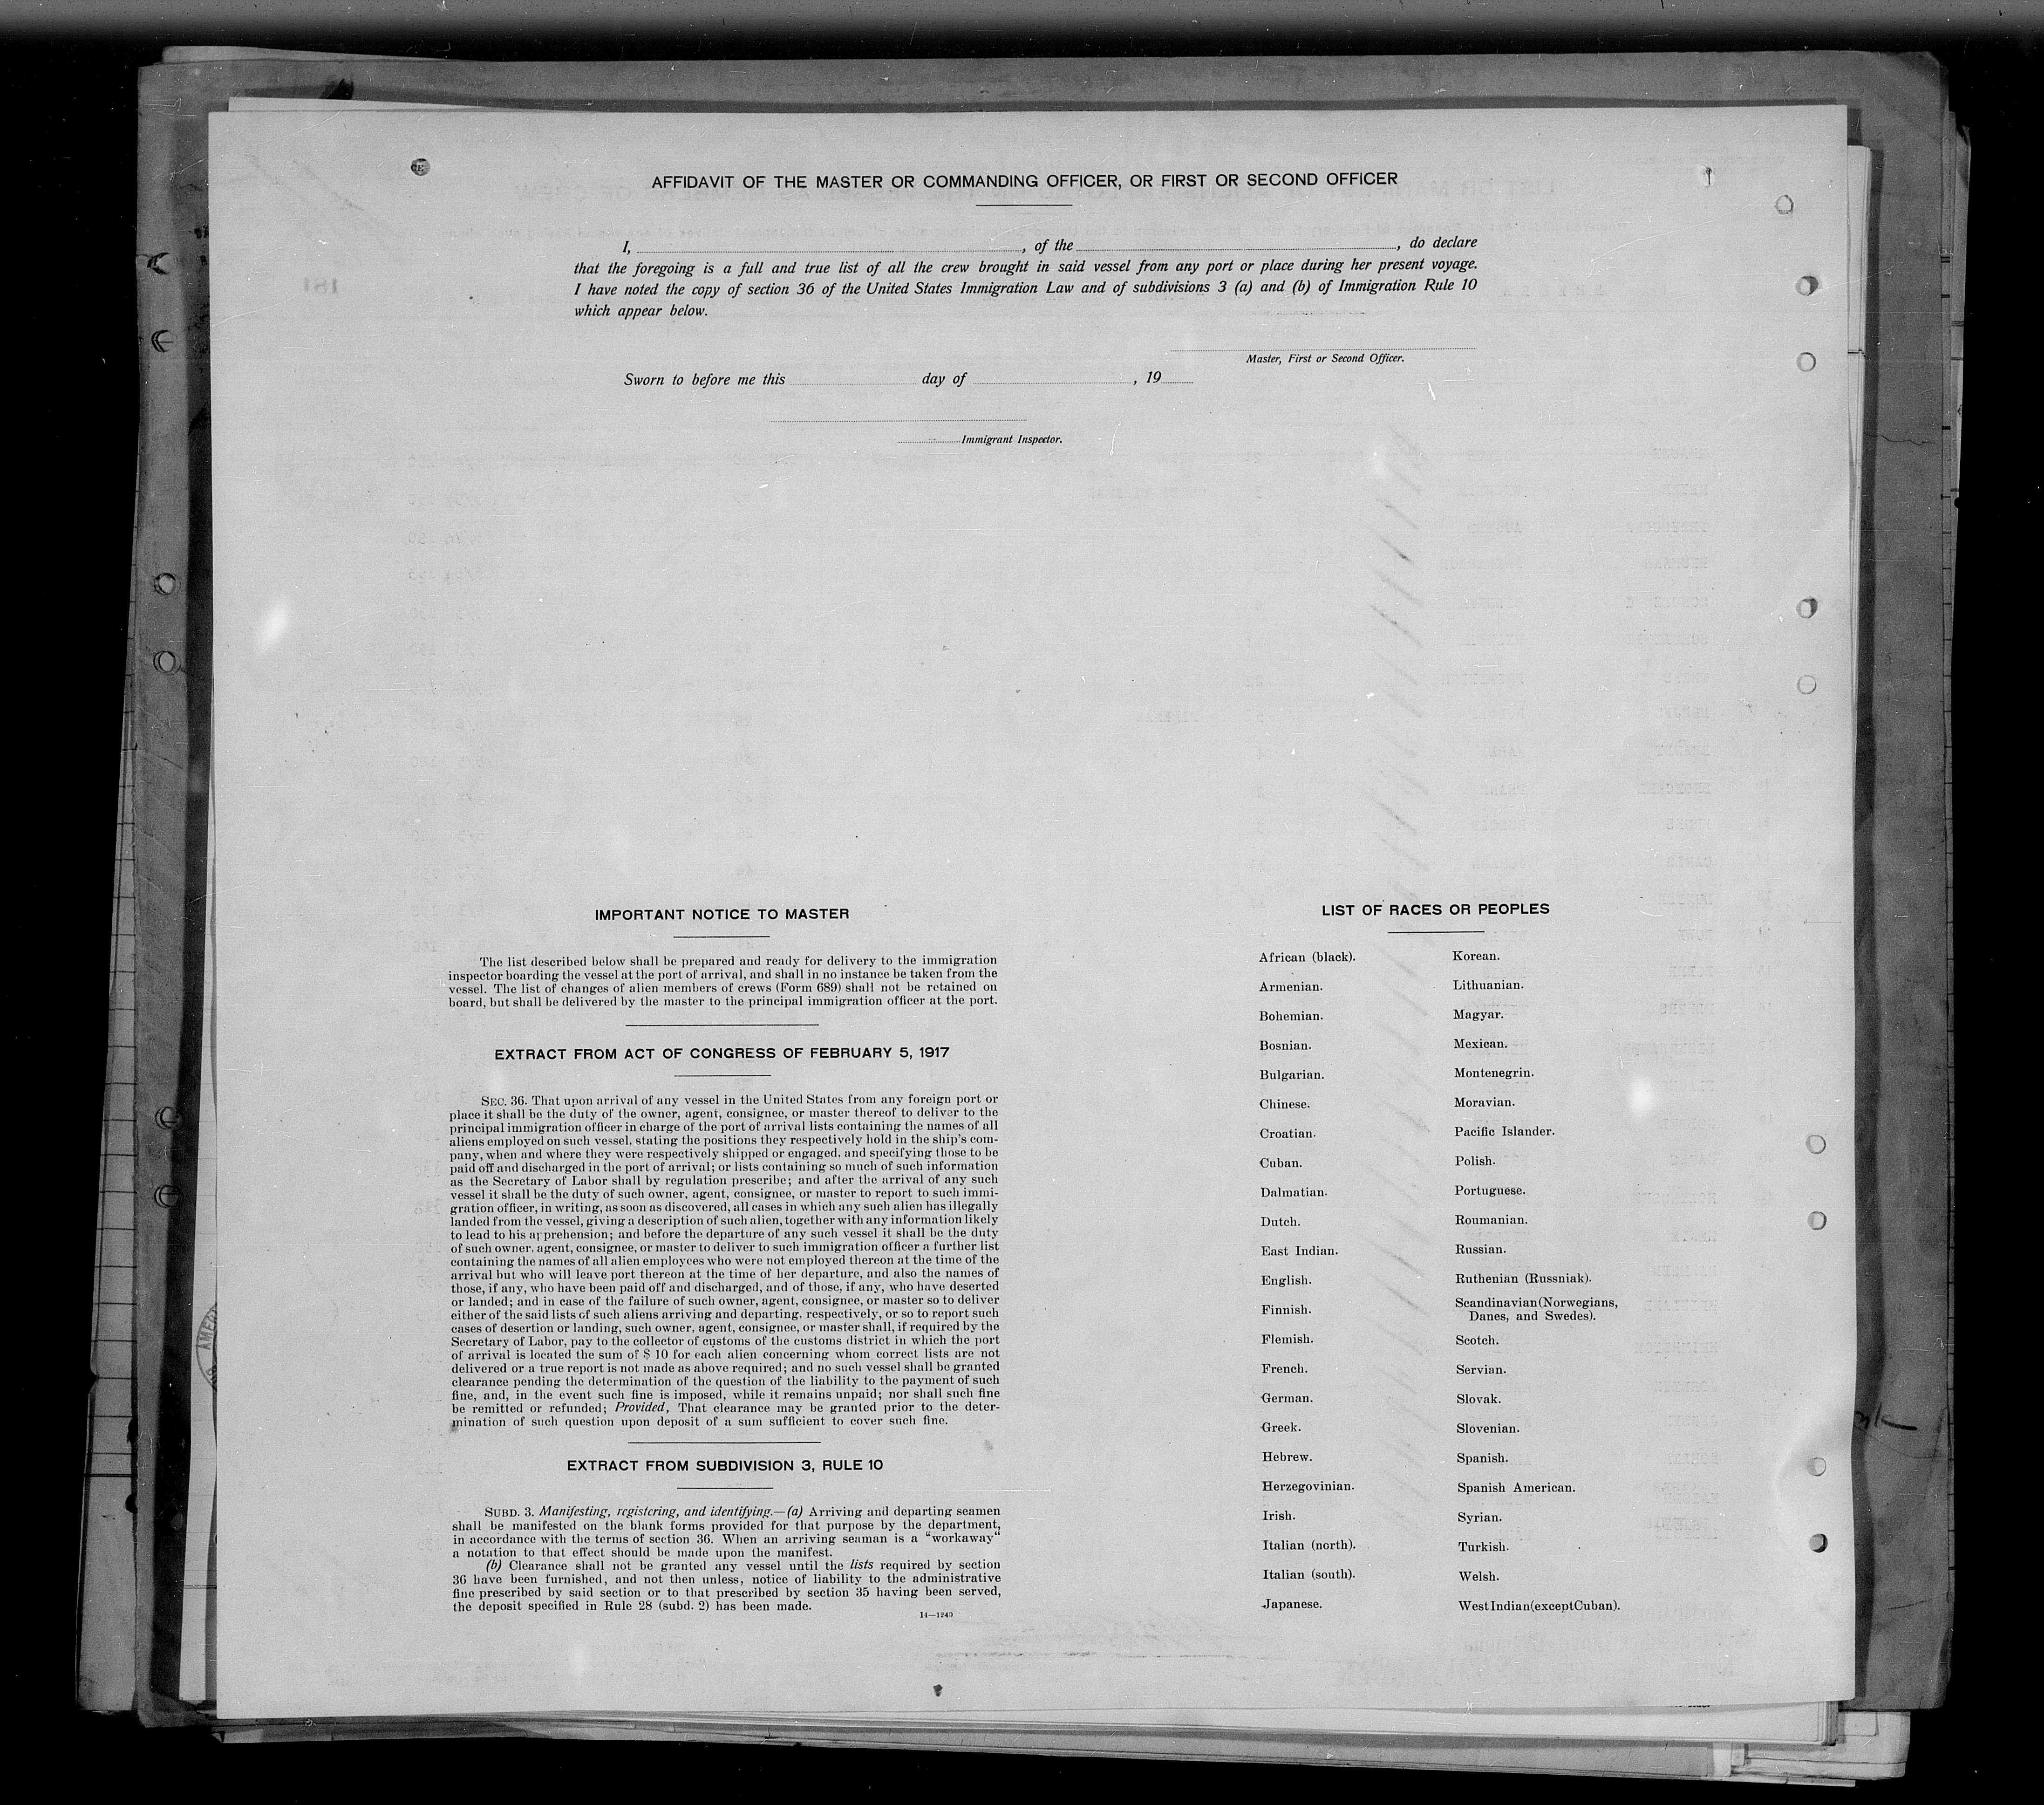 AFFIDAVIT OF THE MASTER OR COMMANDING OFFICER, OR FIRST OR SECOND OFFICER
I, , of the , do declare
that the foregoing is a full and true list of all the crew brought in said vessel from any port or place during her present voyage.
I have noted the copy of section 36 of the United States Immigration Law and of subdivisions 3 (a) and (b) of Immigration Rule 10
which appear below.
Master, First or Second Officer.
Sworn to before me this day of , 19
Immigrant Inspector.
IMPORTANT NOTICE TO MASTER
The list described below shall be prepared and ready for delivery to the immigration
inspector boarding the vessel at the port of arrival, and shall in no instance be taken from the
vessel. The list of changes of alien members of crews (Form 689) shall not be retained on
board, but shall be delivered by the master to the principal immigration officer at the port.
EXTRACT FROM ACT OF CONGRESS OF FEBRUARY 5, 1917
SEC. 36. That upon arrival of any vessel in the United States from any foreign port or
place it shall be the duty of the owner, agent, consignee, or master thereof to deliver to the
principal immigration officer in charge of the port of arrival lists containing the names of all
aliens employed on such vessel, stating the positions they respectively hold in the ship's com-
pany, when and where they were respectively shipped or engaged, and specifying those to be
paid off and discharged in the port of arrival; or lists containing so much of such information
as the Secretary of Labor shall by regulation prescribe; and after the arrival of any such
vessel it shall be the duty of such owner, agent, consignee, or master to report to such immi-
gration officer, in writing, as soon as discovered, all cases in which any such alien has illegally
landed from the vessel, giving a description of such alien, together with any information likely
to lead to his apprehension; and before the departure of any such vessel it shall be the duty
of such owner, agent, consignee, or master to deliver to such immigration officer a further list
containing the names of all alien employees who were not employed thereon at the time of the
arrival but who will leave port thereon at the time of her departure, and also the names of
those, if any, who have been paid off and discharged, and of those, if any, who have deserted
or landed; and in case of the failure of such owner, agent, consignee, or master so to deliver
either of the said lists of such aliens arriving and departing, respectively, or so to report such
cases of desertion or landing, such owner, agent, consignee, or master shall, if required by the
Secretary of Labor, pay to the collector of customs of the customs district in which the port
of arrival is located the sum of $ 10 for each alien concerning whom correct lists are not
delivered or a true report is not made as above required; and no such vessel shall be granted
clearance pending the determination of the question of the liability to the payment of such
fine, and, in the event such fine is imposed, while it remains unpaid; nor shall such fine
be remitted or refunded; Provided, That clearance may be granted prior to the deter-
mination of such question upon deposit of a sum sufficient to cover such fine.
EXTRACT FROM SUBDIVISION 3, RULE 10
SUBD. 3. Manifesting, registering, and identifying.—(a) Arriving and departing seamen
shall be manifested on the blank forms provided for that purpose by the department,
in accordance with the terms of section 36. When an arriving seaman is a "workaway"
a notation to that effect should be made upon the manifest.
(b) Clearance shall not be granted any vessel until the lists required by section
36 have been furnished, and not then unless, notice of liability to the administrative
fine prescribed by said section or to that prescribed by section 35 having been served,
the deposit specified in Rule 28 (subd. 2) has been made.
14—1240
LIST OF RACES OR PEOPLES
African (black).
Armenian.
Bohemian.
Bosnian.
Bulgarian.
Chinese.
Croatian.
Cuban.
Dalmatian.
Dutch.
East Indian.
English.
Finnish.
Flemish.
French.
German.
Greek.
Hebrew.
Herzegovinian.
Irish.
Italian (north).
Italian (south).
Japanese.
Korean.
Lithuanian.
Magyar.
Mexican.
Montenegrin.
Moravian.
Pacific Islander.
Polish.
Portuguese.
Roumanian.
Russian.
Ruthenian (Russniak).
Scandinavian (Norwegians,
Danes, and Swedes).
Scotch.
Servian.
Slovak.
Slovenian.
Spanish.
Spanish American.
Syrian.
Turkish.
Welsh.
West Indian (except Cuban).